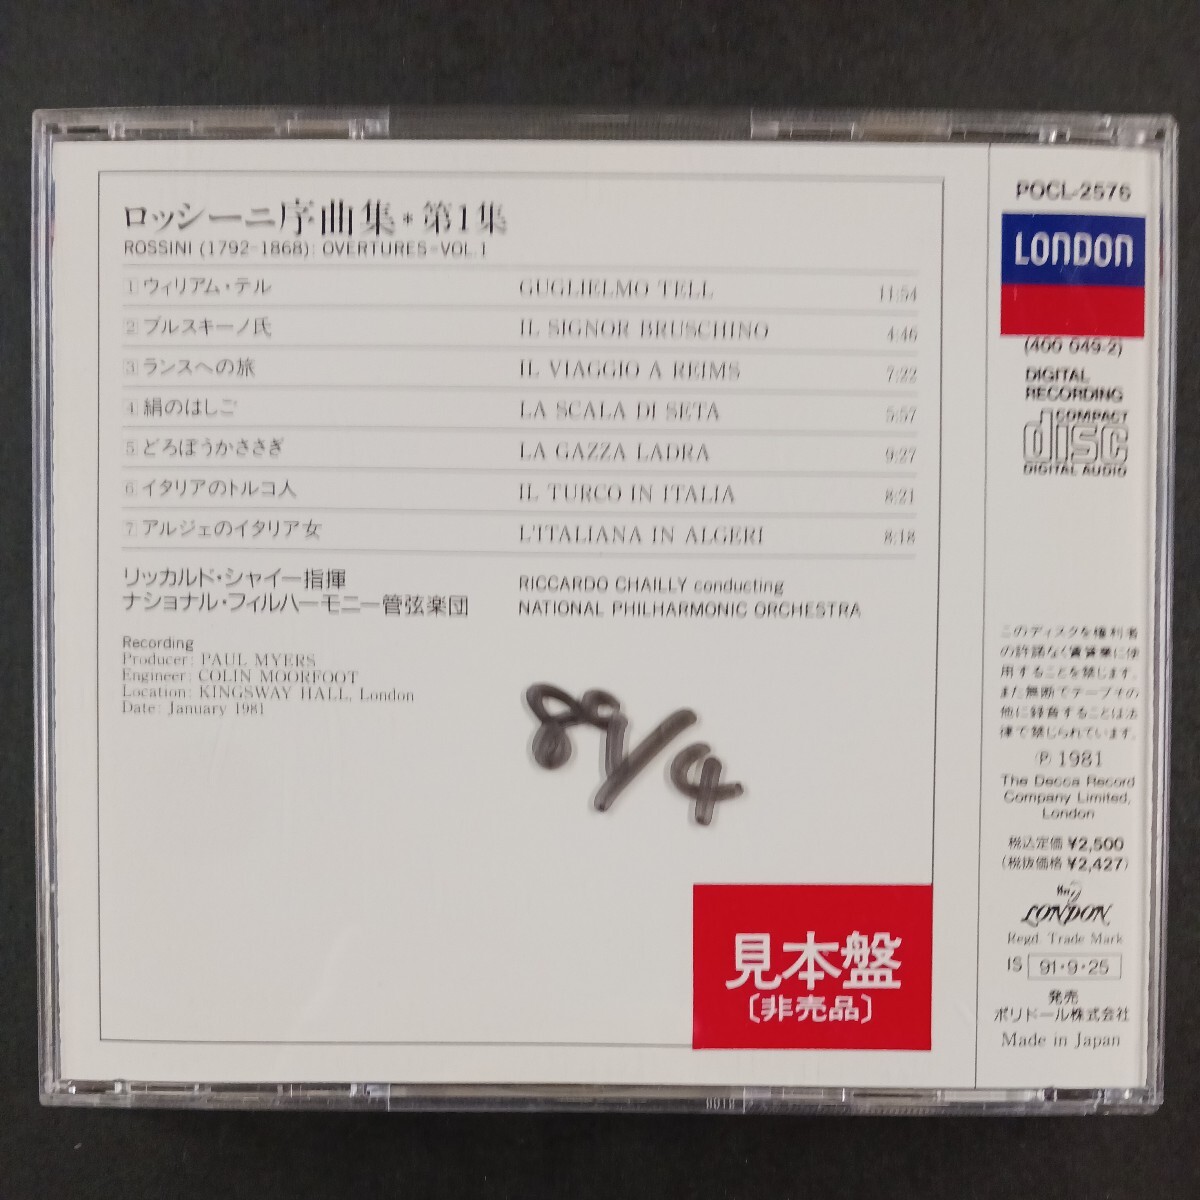 ロッシーニ序曲集*第1集
ROSSINI (1792-1868): OVERTURES-VOL.1
1 ウィリアム・テル GUGLIELMO TELL 11:54
2 ブルスキーノ氏 IL SIGNOR BRUSCHINO 4:46
3 ランスへの旅 IL VIAGGIO A REIMS 7:22
4 絹のはしご LA SCALA DI SETA 5:57
5 どろぼうかささぎ LA GAZZA LADRA 9:27
6 イタリアのトルコ人 IL TURCO IN ITALIA 8:21
7 アルジェのイタリア女 L'ITALIANA IN ALGERI 8:18
リッカルド・シャイー指揮 RICCARDO CHAILLY conducting
ナショナル・フィルハーモニー管弦楽団 NATIONAL PHILHARMONIC ORCHESTRA
Recording
Producer: PAUL MYERS
Engineer: COLIN MOORFOOT
Location: KINGSWAY HALL, London
Date: January 1981
89/4
見本盤
〔非売品〕
POCL-2576
LONDON
(400 049-2)
DIGITAL
RECORDING
COMPACT
disc
DIGITAL AUDIO
このディスクを権利者
の許諾なく賃貸業に使
用することを禁じます。
また無断でテープその
他に録音することは法
律で禁じられています。
Ⓟ 1981
The Decca Record
Company Limited,
London
税込定価¥2,500
(税抜価格¥2,427)
LONDON
Regd. Trade Mark
IS 91・9・25
発売
ポリドール株式会社
Made in Japan